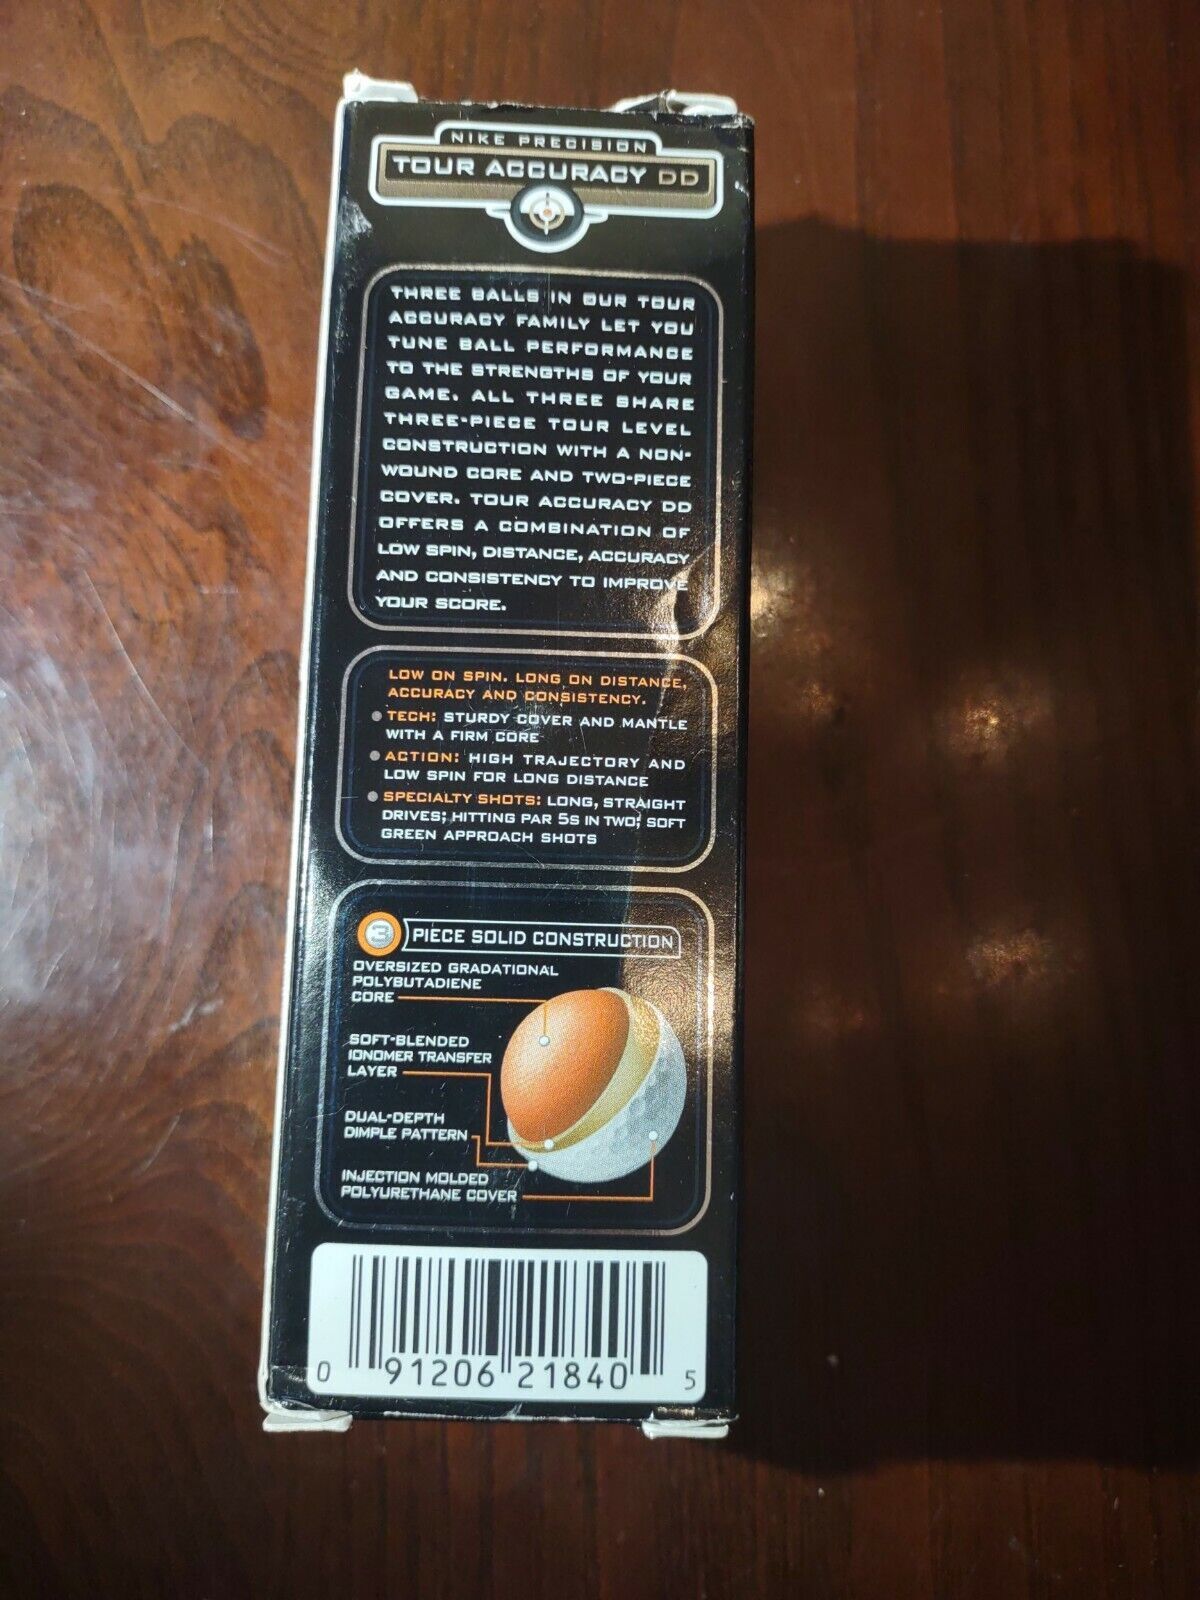 NIKE PRECISION
TOUR ACCURACY DD
THREE BALLS IN OUR TOUR
ACCURACY FAMILY LET YOU
TUNE BALL PERFORMANCE
TO THE STRENGTHS OF YOUR
GAME. ALL THREE SHARE
THREE-PIECE TOUR LEVEL
CONSTRUCTION WITH A NON-
WOUND CORE AND TWO-PIECE
COVER. TOUR ACCURACY DD
OFFERS A COMBINATION OF
LOW SPIN, DISTANCE, ACCURACY
AND CONSISTENCY TO IMPROVE
YOUR SCORE.
LOW ON SPIN. LONG ON DISTANCE,
ACCURACY AND CONSISTENCY.
TECH: STURDY COVER AND MANTLE
WITH A FIRM CORE
ACTION: HIGH TRAJECTORY AND
LOW SPIN FOR LONG DISTANCE
SPECIALTY SHOTS: LONG, STRAIGHT
DRIVES; HITTING PAR 5S IN TWO; SOFT
GREEN APPROACH SHOTS
3 PIECE SOLID CONSTRUCTION
OVERSIZED GRADATIONAL
POLYBUTADIENE
CORE
SOFT-BLENDED
IONOMER TRANSFER
LAYER
DUAL-DEPTH
DIMPLE PATTERN
INJECTION MOLDED
POLYURETHANE COVER
0 91206 21840 5